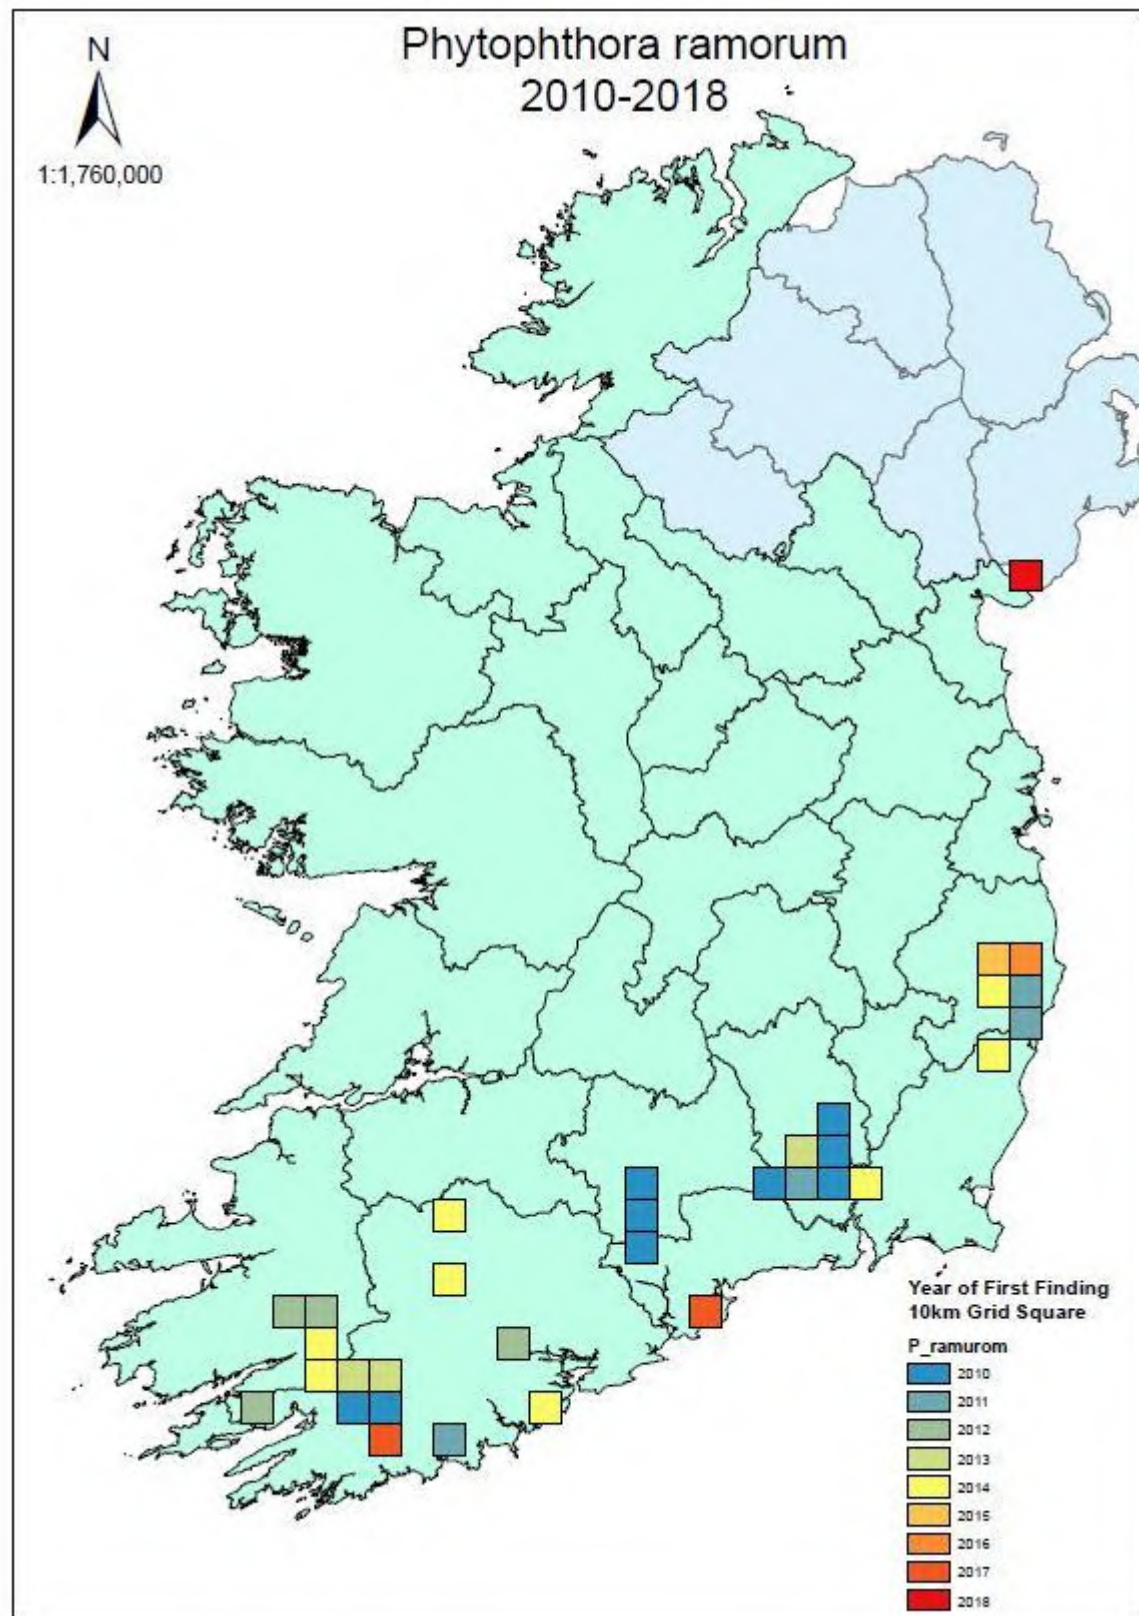 Phytophthora ramorum
2010-2018
N
1:1,760,000
Year of First Finding
10km Grid Square
P_ramurom
2010
2011
2012
2013
2014
2015
2016
2017
2018